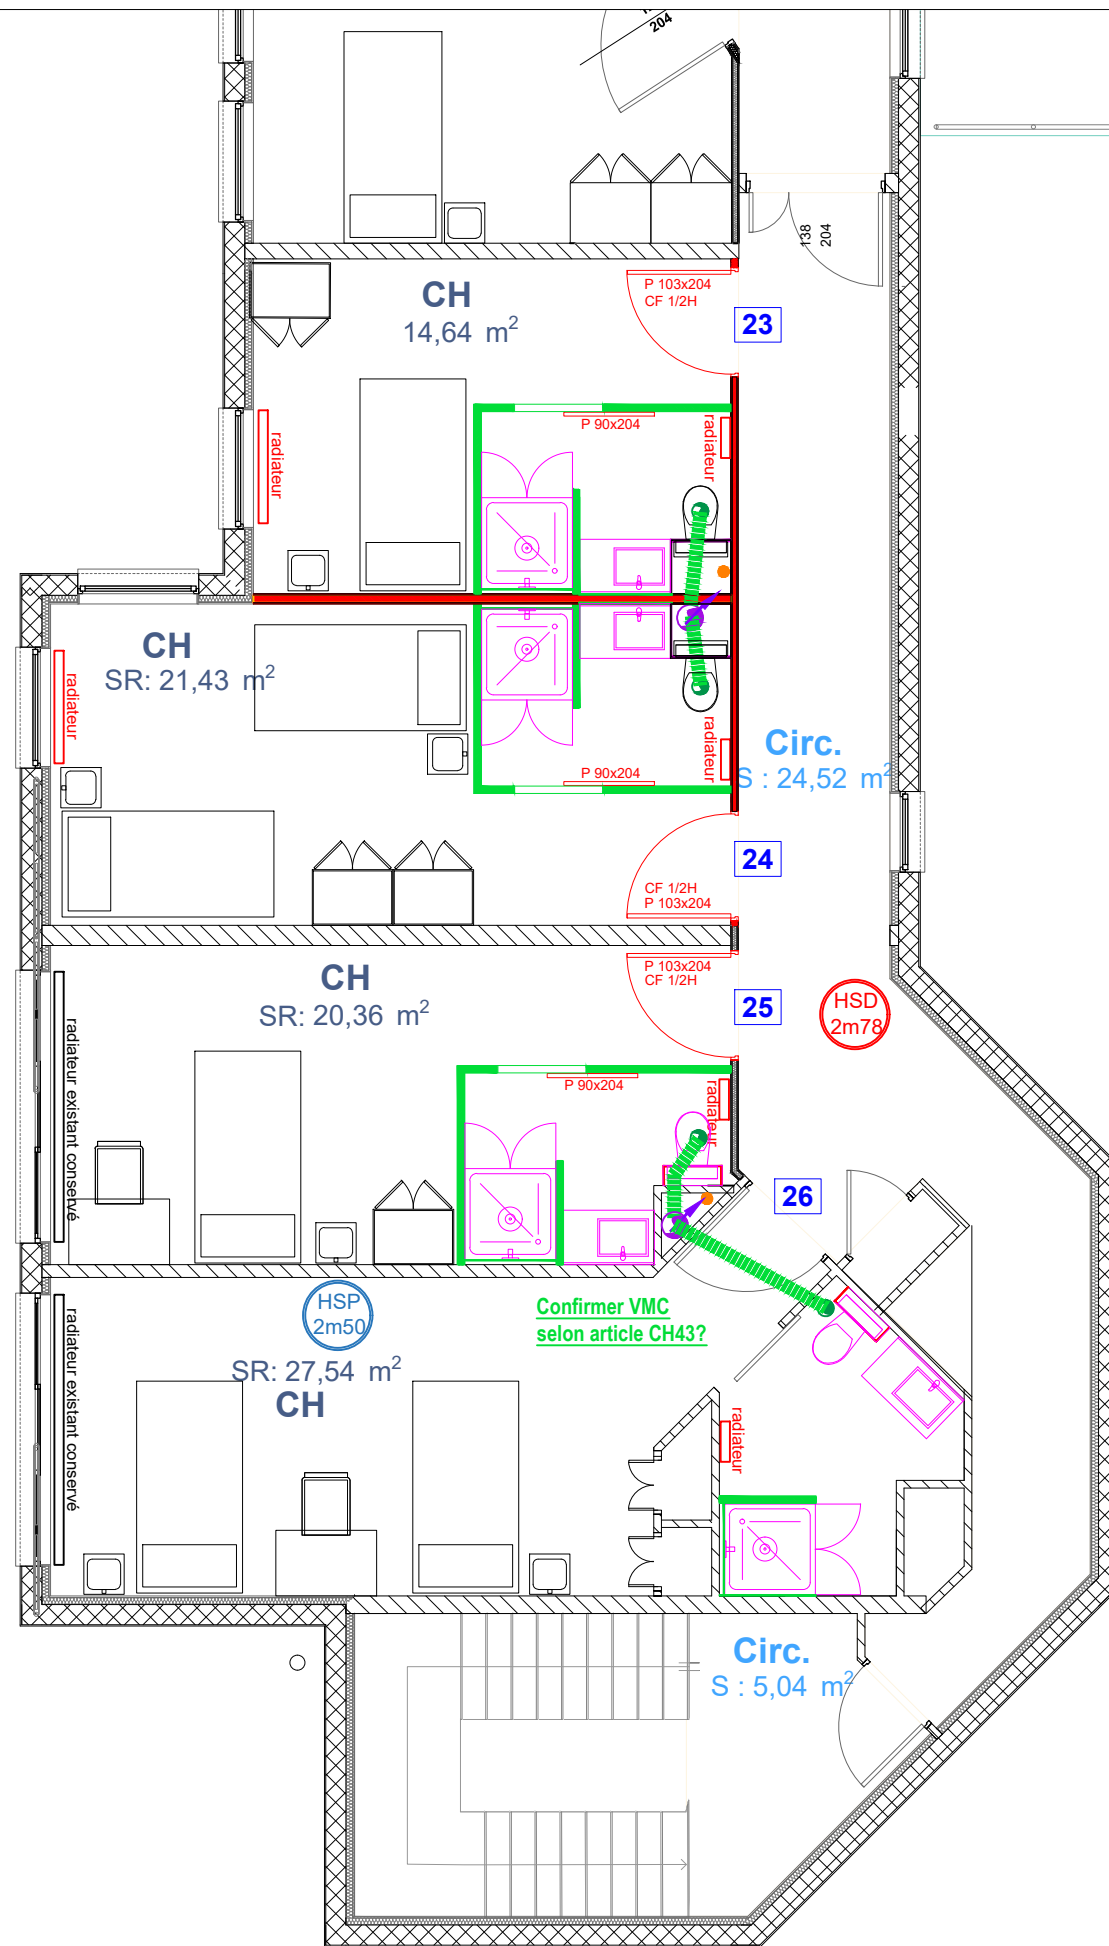 204
138
204
CH
14,64 m²
P 103x204
CF 1/2H
23
radiateur
P 90x204
radiateur
CH
SR: 21,43 m²
radiateur
radiateur
P 90x204
Circ.
S : 24,52 m²
CF 1/2H
P 103x204
24
CH
SR: 20,36 m²
P 103x204
CF 1/2H
25
HSD
2m78
radiateur existant conservé
P 90x204
radiateur
26
HSP
2m50
Confirmer VMC
selon article CH43?
SR: 27,54 m²
CH
radiateur existant conservé
radiateur
Circ.
S : 5,04 m²